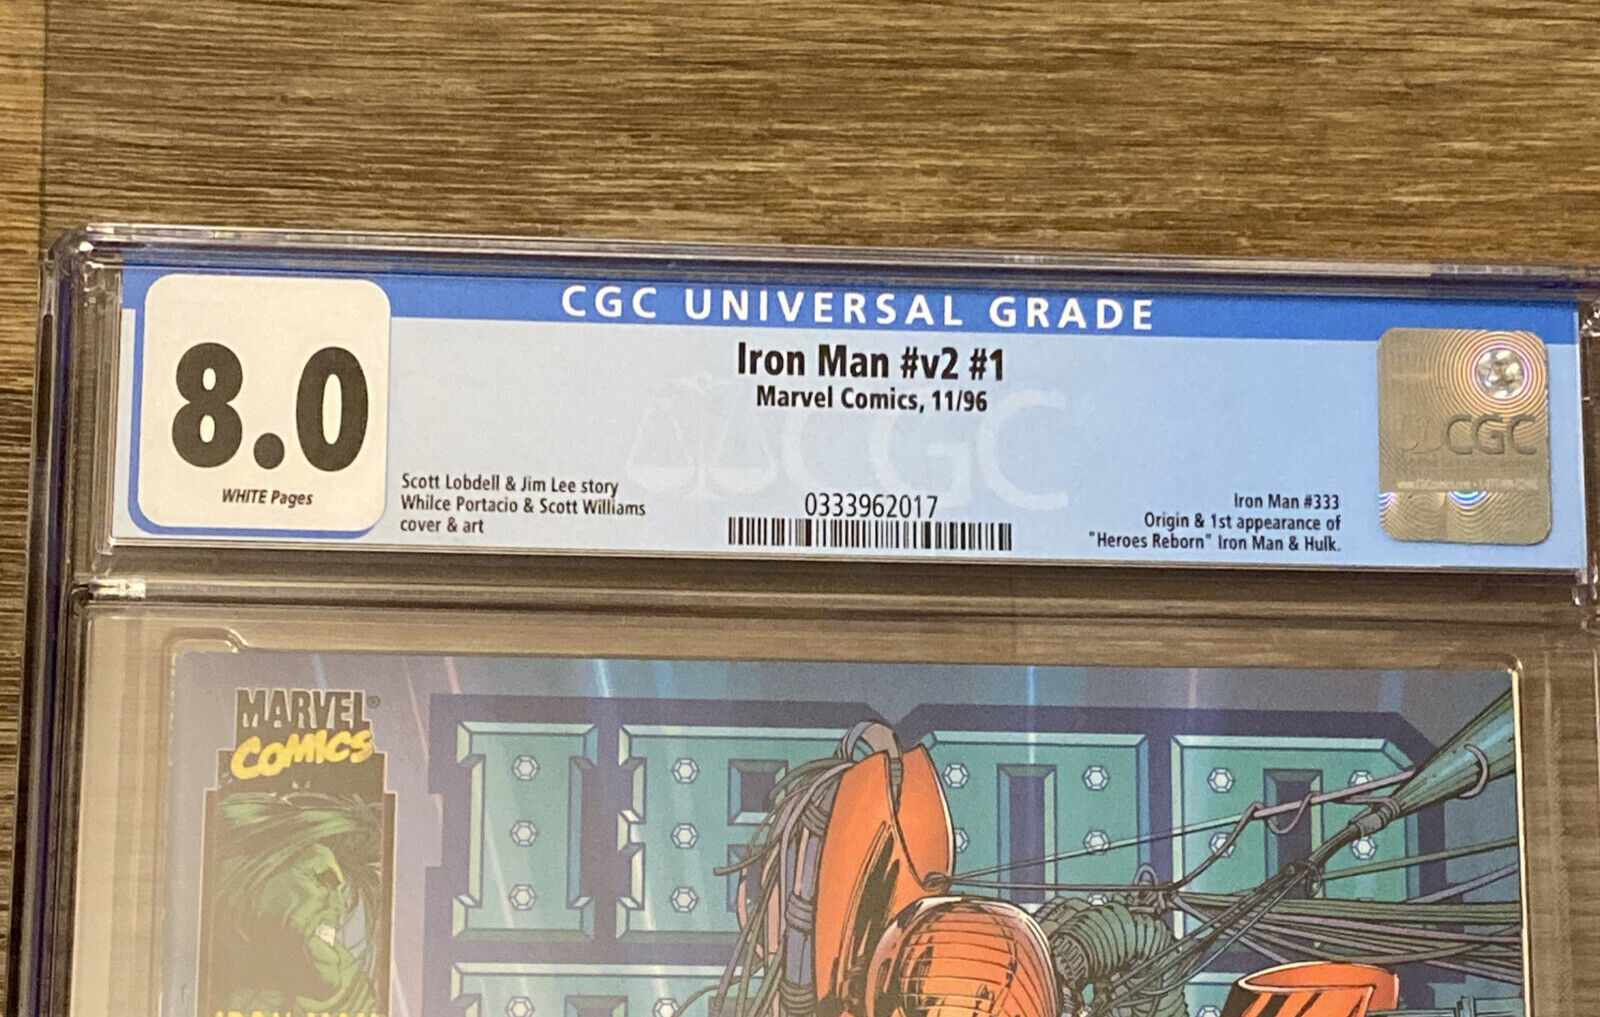 CGC UNIVERSAL GRADE
8.0
WHITE Pages
Iron Man #v2 #1
Marvel Comics, 11/96
CGC
Scott Lobdell & Jim Lee story
Whilce Portacio & Scott Williams
cover & art
0333962017
Iron Man #333
Origin & 1st appearance of
"Heroes Reborn" Iron Man & Hulk.
CGC
MARVEL®
COMICS
IRON